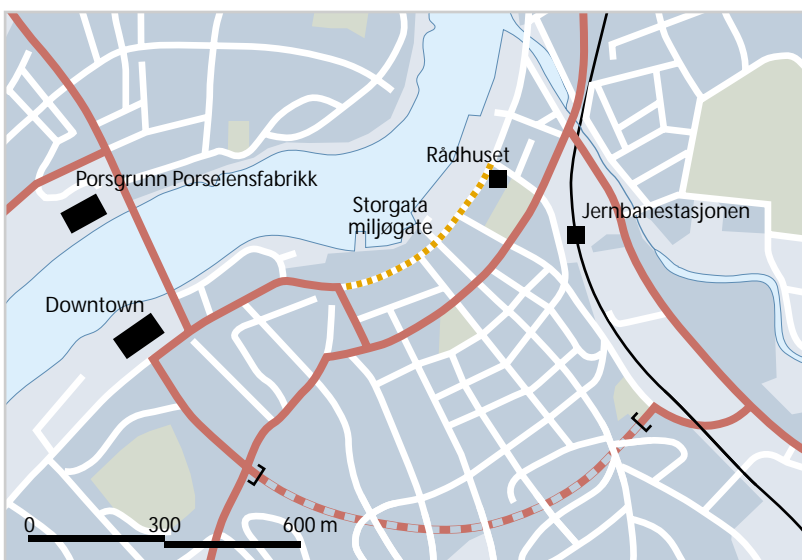 Rådhuset
Porsgrunn Porselensfabrikk
Storgata
miljøgate
Jernbanestasjonen
Downtown
0 300 600 m